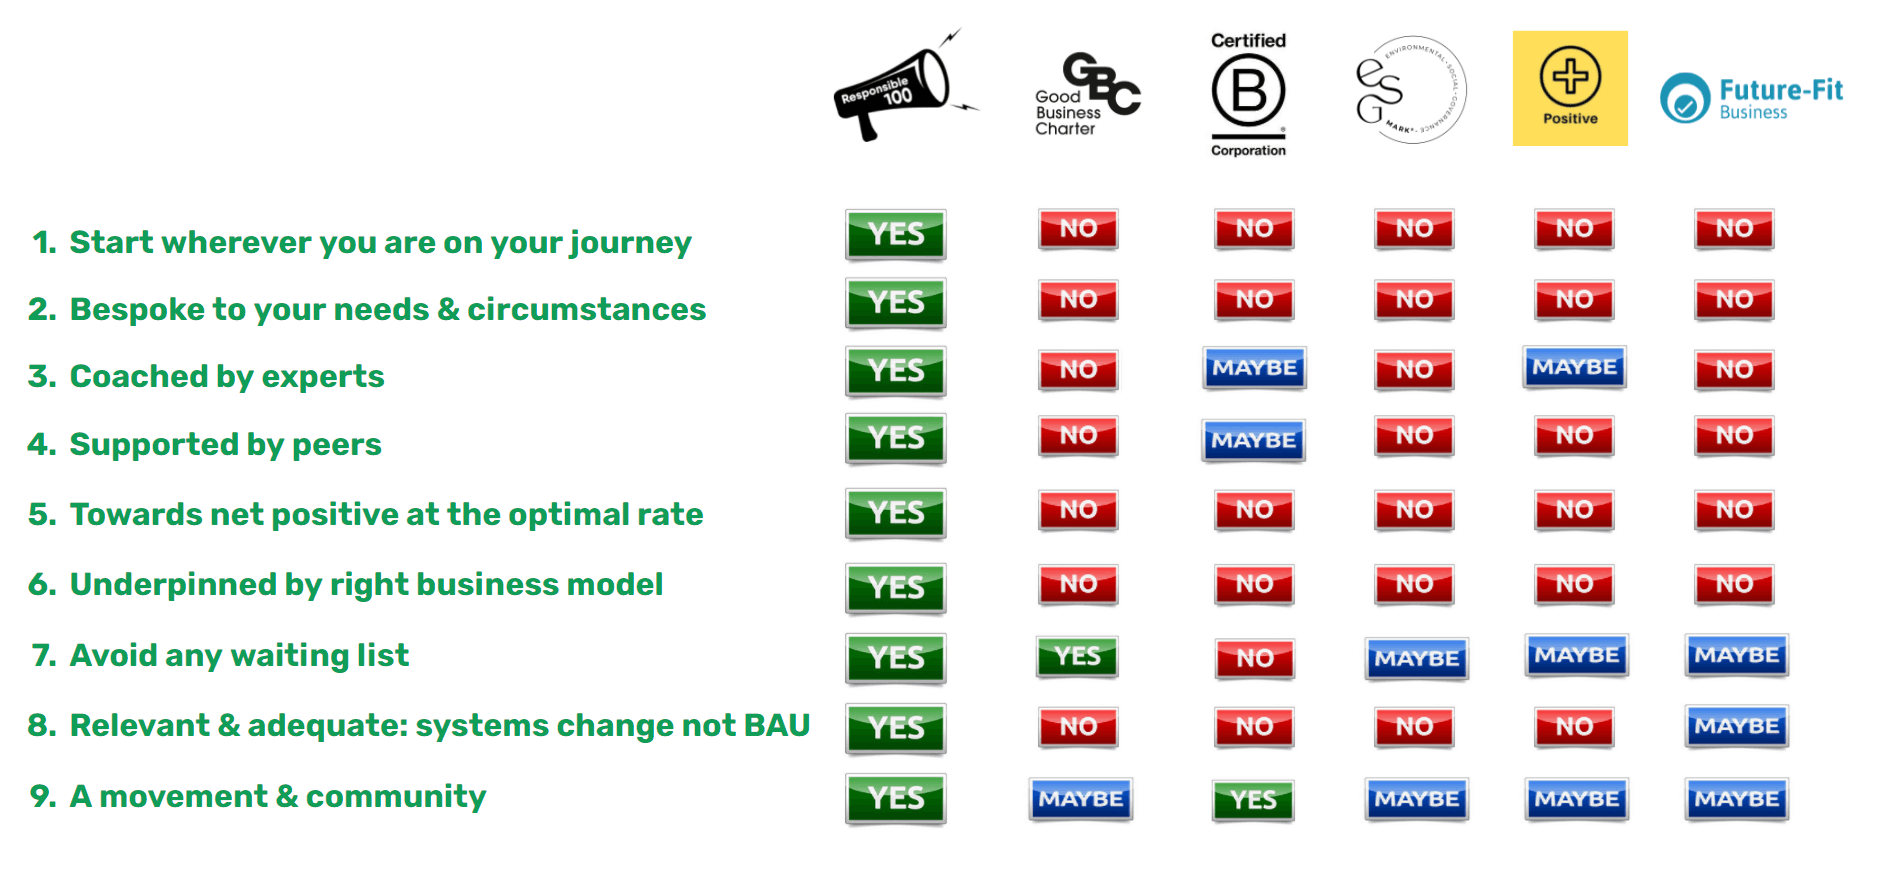 Responsible
100
GBC
Good
Business
Charter
Certified
B
®
Corporation
esG
ENVIRONMENTAL · SOCIAL · GOVERNANCE ·
MARK®
Positive
Future-Fit
Business
1. Start wherever you are on your journey YES NO NO NO NO NO
2. Bespoke to your needs & circumstances YES NO NO NO NO NO
3. Coached by experts YES NO MAYBE NO MAYBE NO
4. Supported by peers YES NO MAYBE NO NO NO
5. Towards net positive at the optimal rate YES NO NO NO NO NO
6. Underpinned by right business model YES NO NO NO NO NO
7. Avoid any waiting list YES YES NO MAYBE MAYBE MAYBE
8. Relevant & adequate: systems change not BAU YES NO NO NO NO MAYBE
9. A movement & community YES MAYBE YES MAYBE MAYBE MAYBE